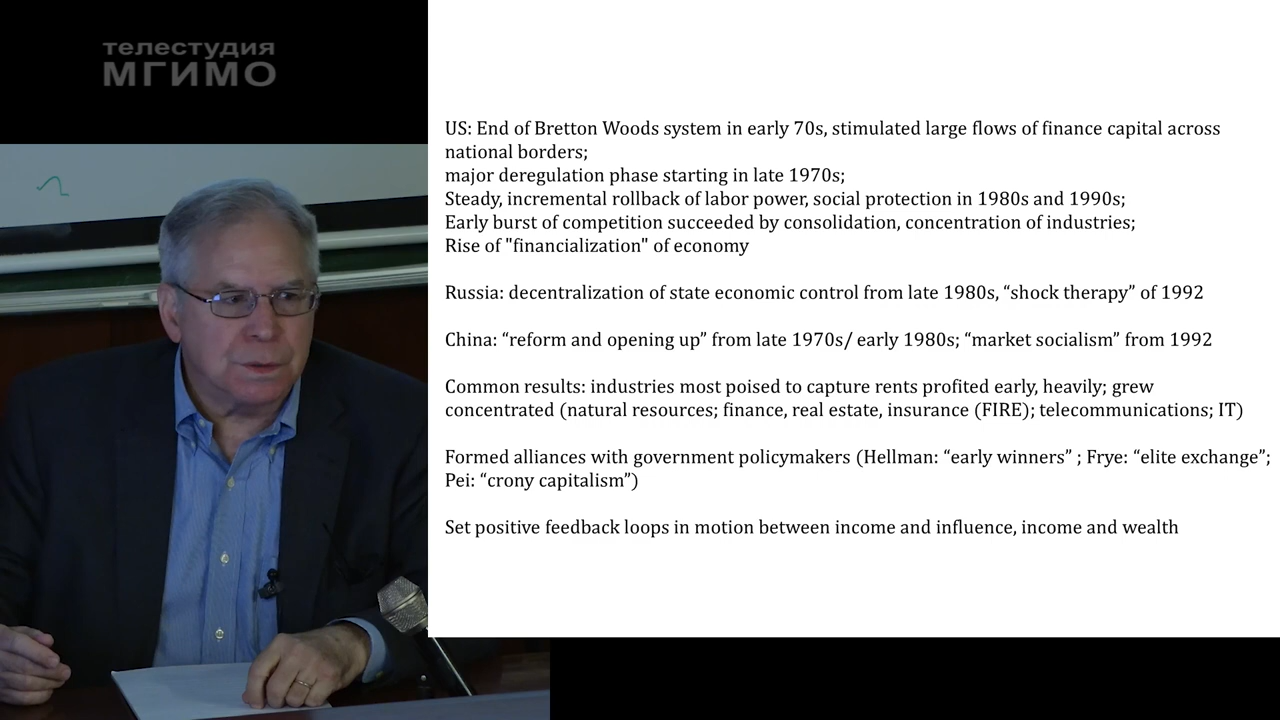 телестудия
МГИМО
US: End of Bretton Woods system in early 70s, stimulated large flows of finance capital across
national borders;
major deregulation phase starting in late 1970s;
Steady, incremental rollback of labor power, social protection in 1980s and 1990s;
Early burst of competition succeeded by consolidation, concentration of industries;
Rise of "financialization" of economy
Russia: decentralization of state economic control from late 1980s, “shock therapy” of 1992
China: “reform and opening up” from late 1970s/ early 1980s; “market socialism” from 1992
Common results: industries most poised to capture rents profited early, heavily; grew
concentrated (natural resources; finance, real estate, insurance (FIRE); telecommunications; IT)
Formed alliances with government policymakers (Hellman: “early winners” ; Frye: “elite exchange”;
Pei: “crony capitalism”)
Set positive feedback loops in motion between income and influence, income and wealth